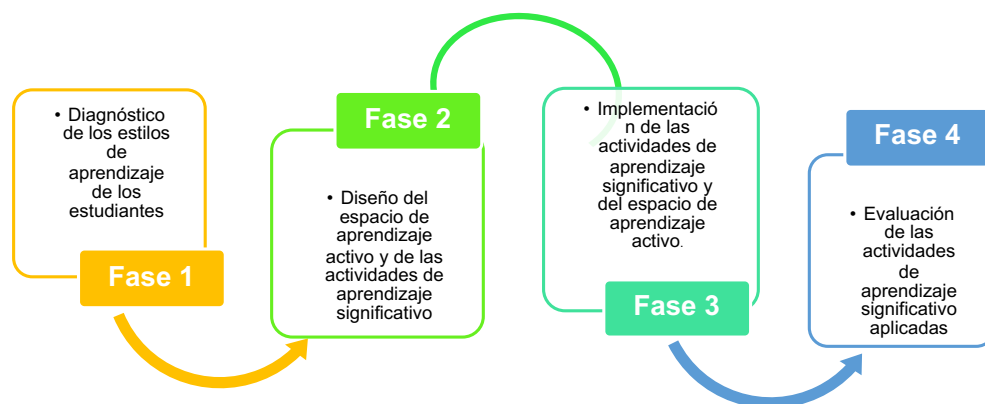 • Diagnóstico
de los estilos
de
aprendizaje
de los
estudiantes
Fase 1
Fase 2
• Diseño del
espacio de
aprendizaje
activo y de las
actividades de
aprendizaje
significativo
• Implementació
n de las
actividades de
aprendizaje
significativo y
del espacio de
aprendizaje
activo.
Fase 3
Fase 4
• Evaluación
de las
actividades
de
aprendizaje
significativo
aplicadas